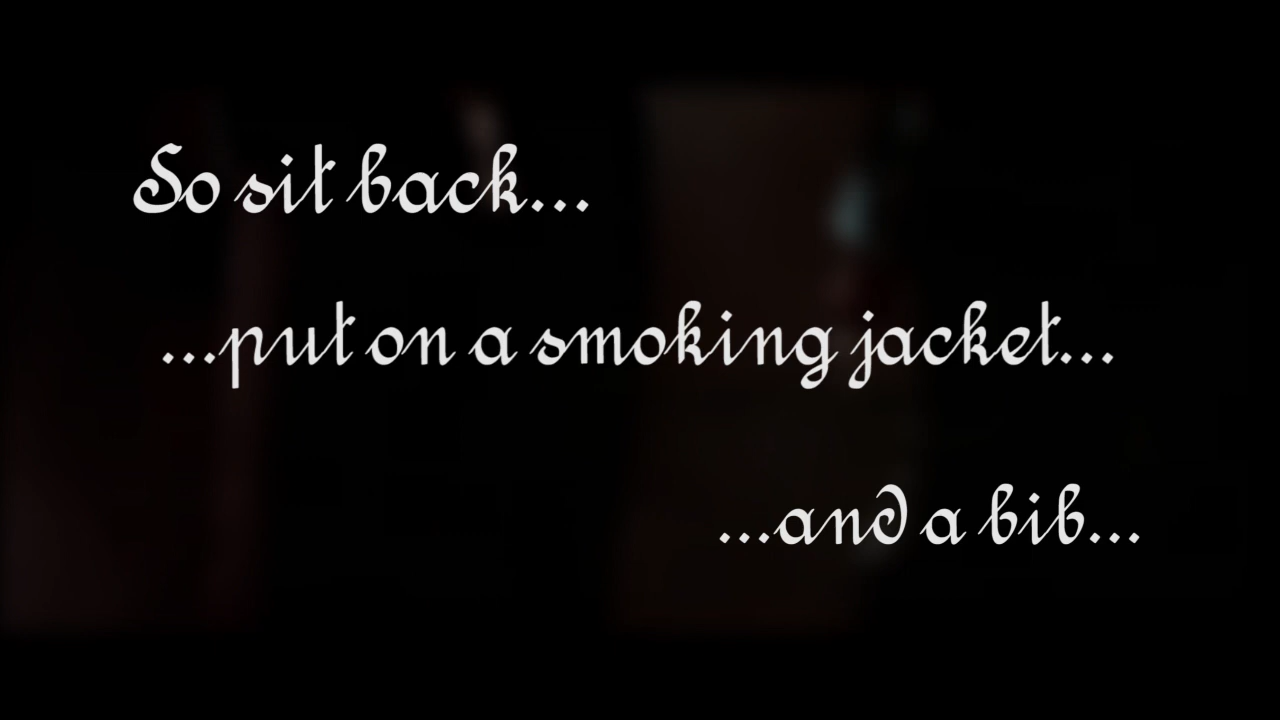 So sit back...
...put on a smoking jacket...
...and a bib...